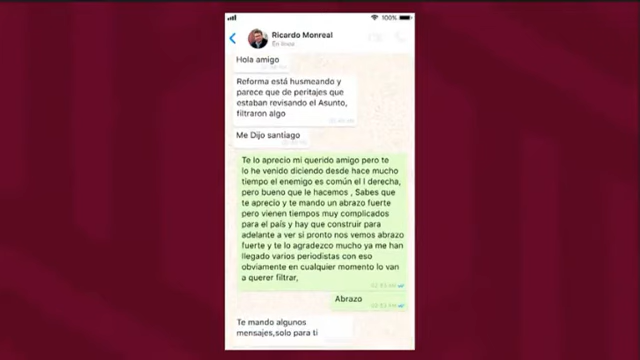 100%
Ricardo Monreal
En línea
Hola amigo
Reforma está husmeando y
parece que de peritajes que
estaban revisando el Asunto,
filtraron algo
Me Dijo santiago
Te lo aprecio mi querido amigo pero te
lo he venido diciendo desde hace mucho
tiempo el enemigo es común el l derecha,
pero bueno que le hacemos , Sabes que
te aprecio y te mando un abrazo fuerte
pero vienen tiempos muy complicados
para el país y hay que construir para
adelante a ver si pronto nos vemos abrazo
fuerte y te lo agradezco mucho ya me han
llegado varios periodistas con eso
obviamente en cualquier momento lo van
a querer filtrar,
Abrazo
Te mando algunos
mensajes,solo para ti